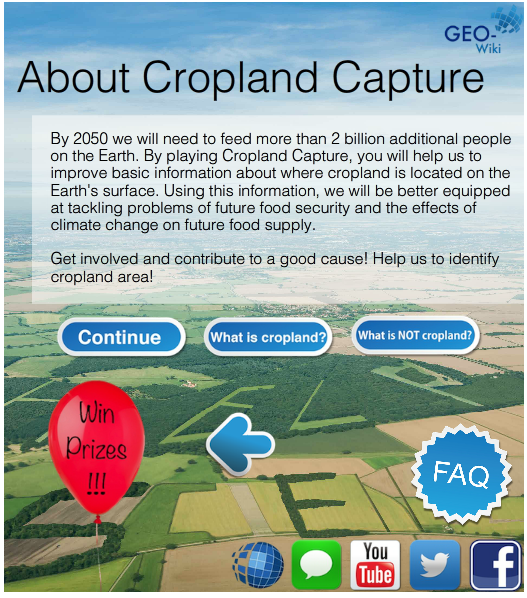 GEO-
Wiki
About Cropland Capture
By 2050 we will need to feed more than 2 billion additional people
on the Earth. By playing Cropland Capture, you will help us to
improve basic information about where cropland is located on the
Earth's surface. Using this information, we will be better equipped
at tackling problems of future food security and the effects of
climate change on future food supply.
Get involved and contribute to a good cause! Help us to identify
cropland area!
Continue
What is cropland?
What is NOT cropland?
Win
Prizes
!!!
FAQ
You
Tube
f